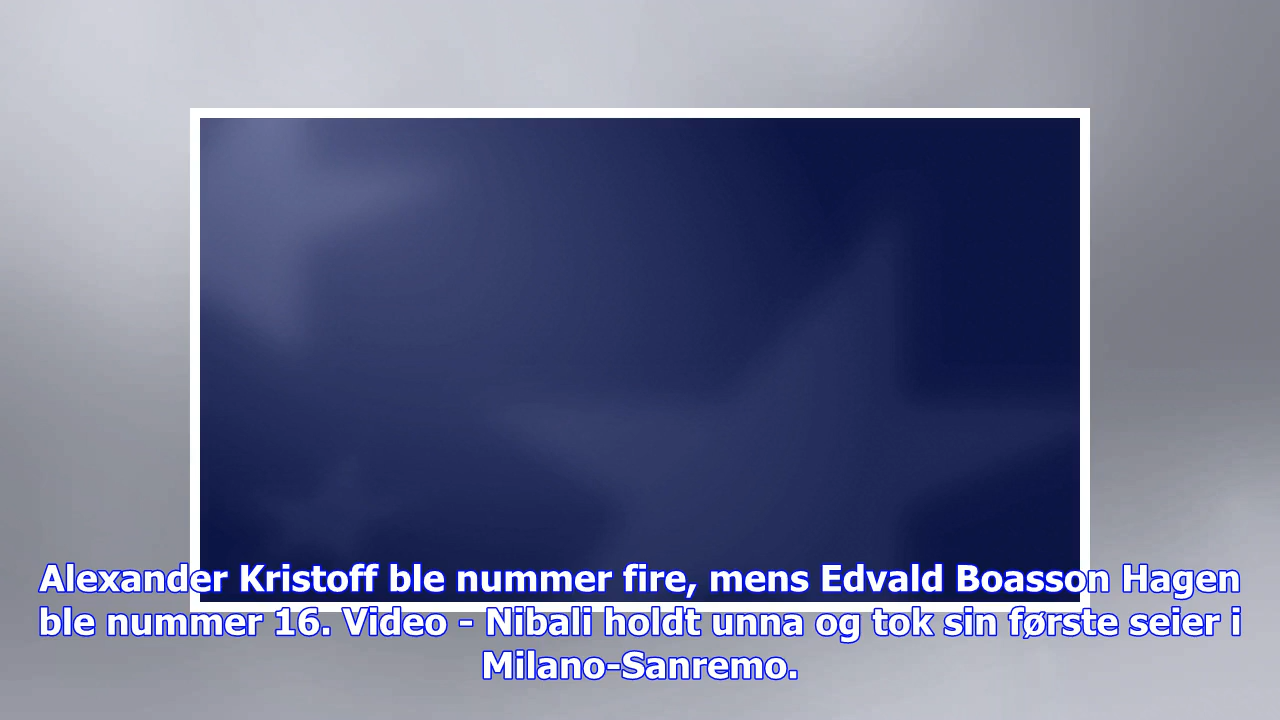 Alexander Kristoff ble nummer fire, mens Edvald Boasson Hagen
ble nummer 16. Video - Nibali holdt unna og tok sin første seier i
Milano-Sanremo.